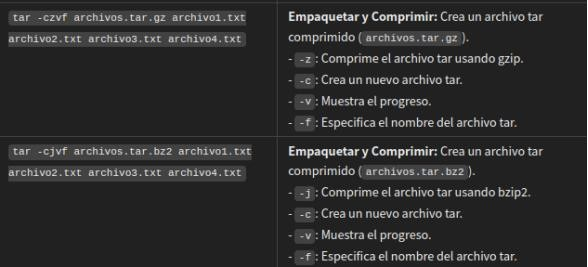 tar -czvf archivos.tar.gz archivo1.txt
archivo2.txt archivo3.txt archivo4.txt
Empaquetar y Comprimir: Crea un archivo tar
comprimido ( archivos.tar.gz ).
- -z : Comprime el archivo tar usando gzip.
- -c : Crea un nuevo archivo tar.
- -v : Muestra el progreso.
- -f : Especifica el nombre del archivo tar.
tar -cjvf archivos.tar.bz2 archivo1.txt
archivo2.txt archivo3.txt archivo4.txt
Empaquetar y Comprimir: Crea un archivo tar
comprimido ( archivos.tar.bz2 ).
- -j : Comprime el archivo tar usando bzip2.
- -c : Crea un nuevo archivo tar.
- -v : Muestra el progreso.
- -f : Especifica el nombre del archivo tar.